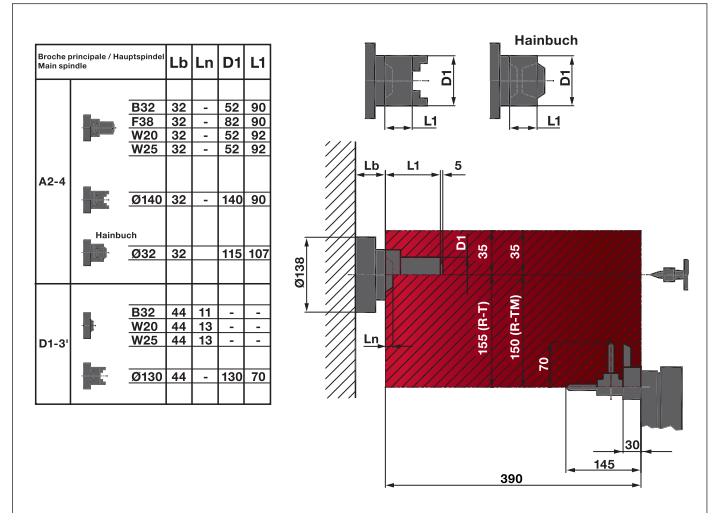 Broche principale / Hauptspindel
Main spindle
Lb Ln D1 L1
A2-4
B32 32 - 52 90
F38 32 - 82 90
W20 32 - 52 92
W25 32 - 52 92
Ø140 32 - 140 90
Hainbuch
Ø32 32 115 107
D1-3'
B32 44 11 - -
W20 44 13 - -
W25 44 13 - -
Ø130 44 - 130 70
Hainbuch
D1
D1
L1
L1
Lb L1 5
Ø138
D1
35
35
Ln
155 (R-T)
150 (R-TM)
70
30
145
390